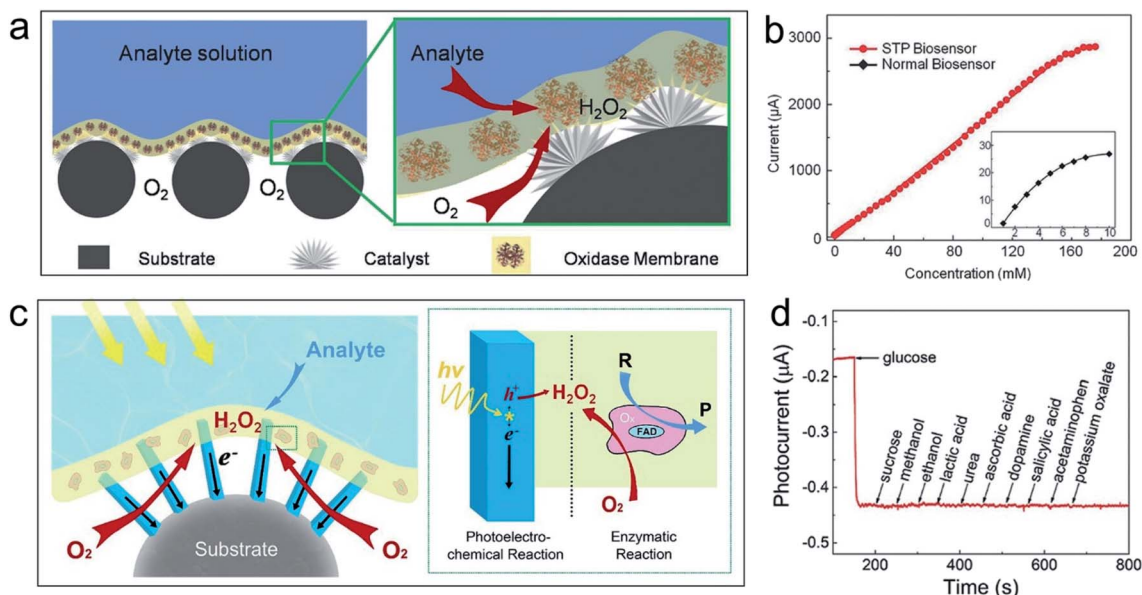 a
Analyte solution
O2
O2
Analyte
H2O2
O2
Substrate
Catalyst
Oxidase Membrane
b
3000
2000
1000
0
Current (µA)
STP Biosensor
Normal Biosensor
30
20
10
0
2 4 6 8 10
0 40 80 120 160 200
Concentration (mM)
c
Analyte
H2O2
e-
O2
O2
Substrate
hv
h+
*
e-
H2O2
R
P
Ox
FAD
O2
Photoelectro-
chemical Reaction
Enzymatic
Reaction
d
-0.1
-0.2
-0.3
-0.4
-0.5
Photocurrent (µA)
glucose
sucrose
methanol
ethanol
lactic acid
urea
ascorbic acid
dopamine
salicylic acid
acetaminophen
potassium oxalate
200 400 600 800
Time (s)